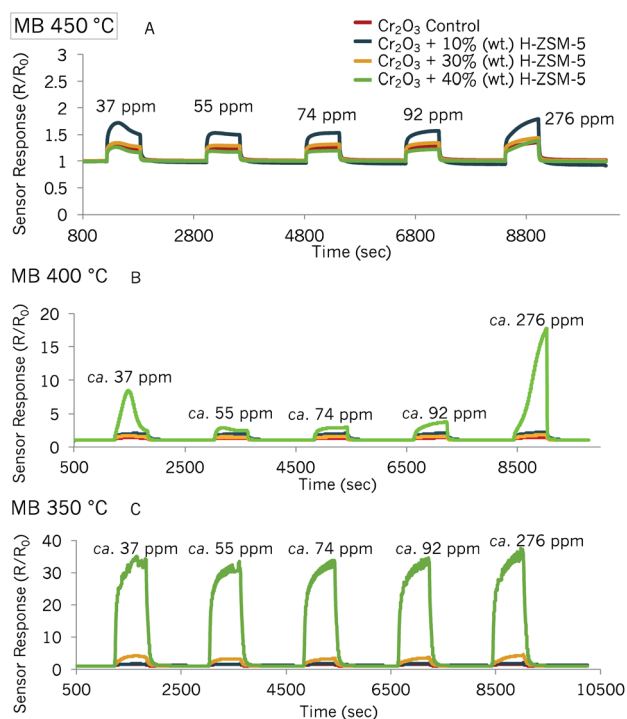 MB 450 °C A
Cr₂O₃ Control
Cr₂O₃ + 10% (wt.) H-ZSM-5
Cr₂O₃ + 30% (wt.) H-ZSM-5
Cr₂O₃ + 40% (wt.) H-ZSM-5
Sensor Response (R/R₀)
3
2.5
2
1.5
1
0.5
0
37 ppm 55 ppm 74 ppm 92 ppm 276 ppm
800 2800 4800 6800 8800
Time (sec)
MB 400 °C B
Sensor Response (R/R₀)
20
15
10
5
0
ca. 37 ppm ca. 55 ppm ca. 74 ppm ca. 92 ppm ca. 276 ppm
500 2500 4500 6500 8500
Time (sec)
MB 350 °C C
Sensor Response (R/R₀)
40
30
20
10
0
ca. 37 ppm ca. 55 ppm ca. 74 ppm ca. 92 ppm ca. 276 ppm
500 2500 4500 6500 8500 10500
Time (sec)